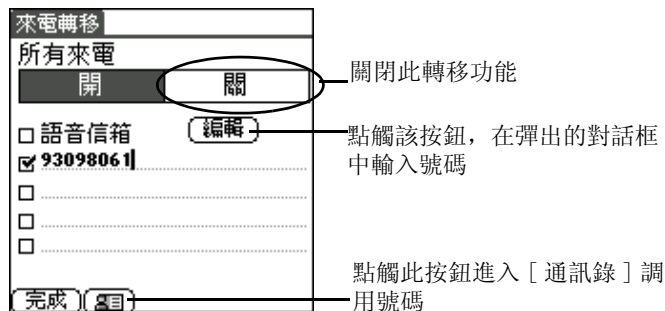 來電轉移
所有來電
開 關
關閉此轉移功能
語音信箱 編輯
點觸該按鈕，在彈出的對話框
中輸入號碼
93098061
點觸此按鈕進入［通訊錄］調
用號碼
完成